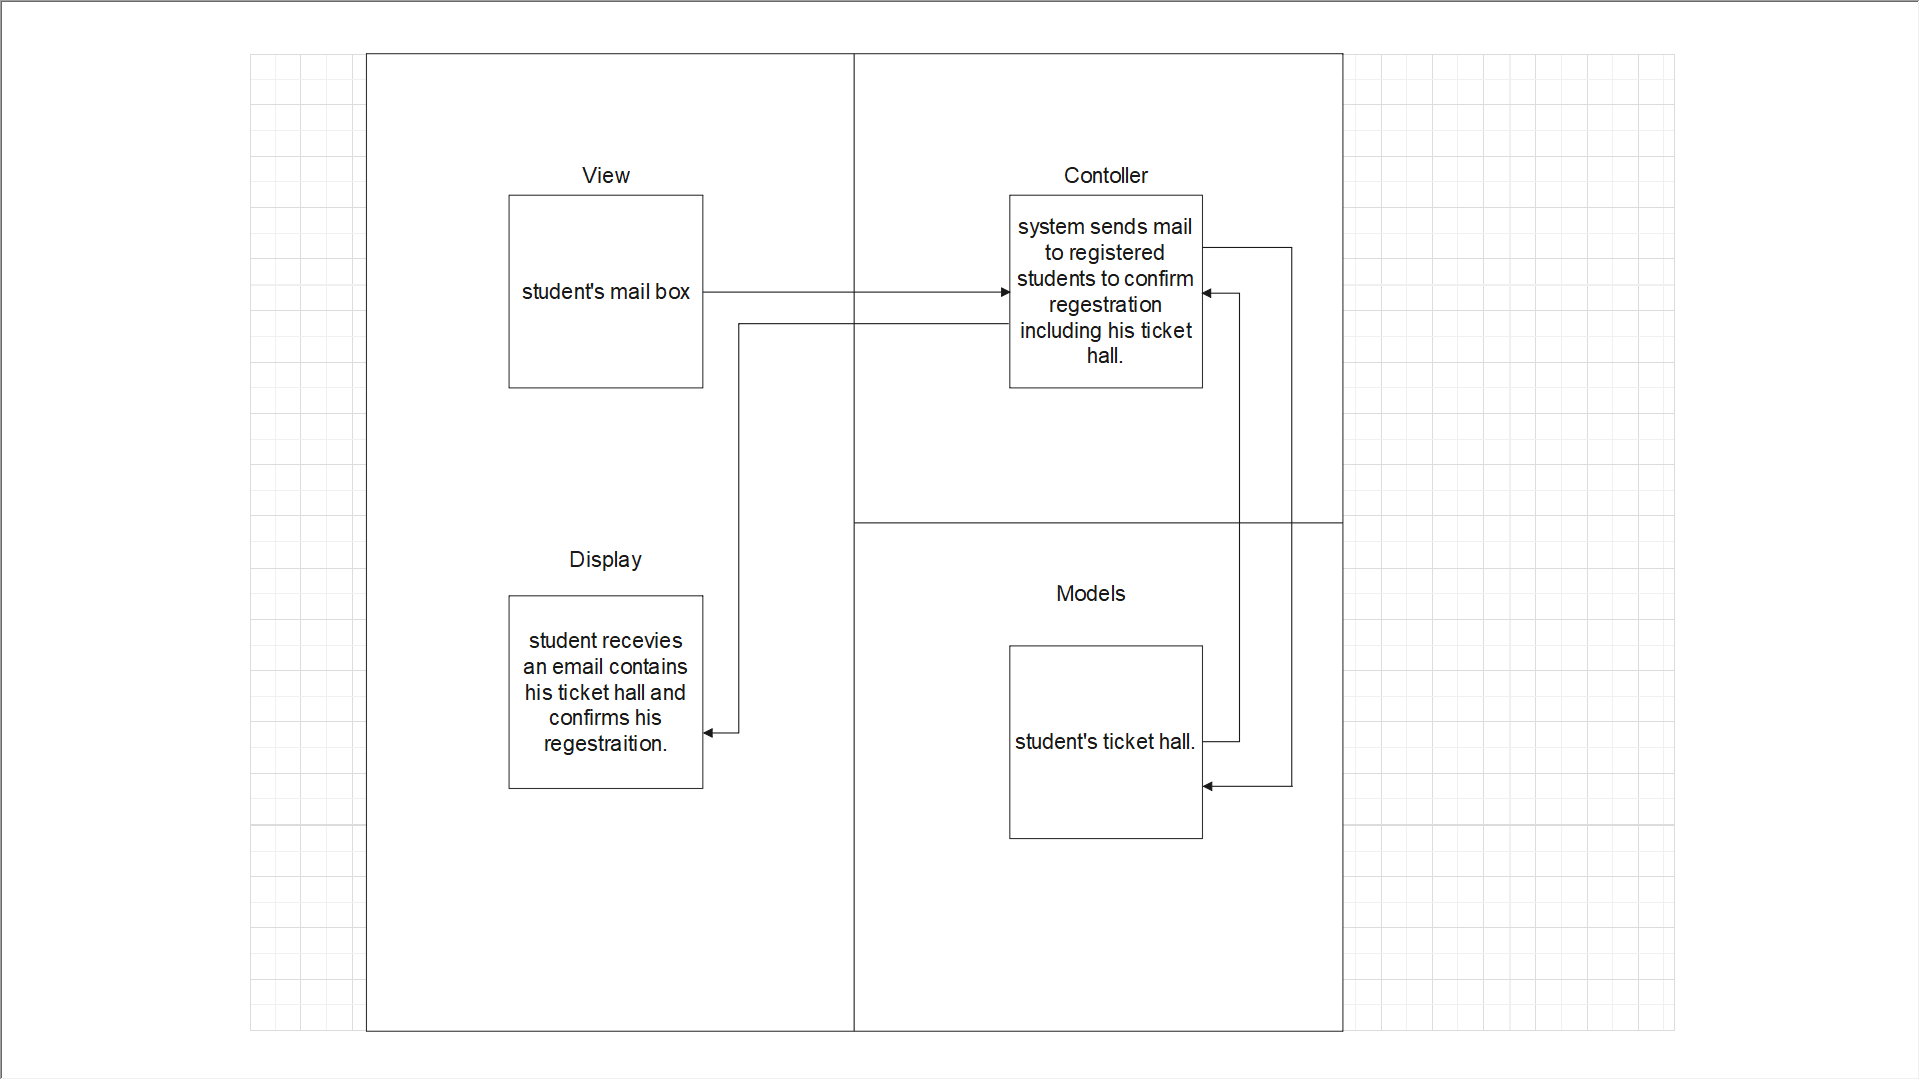 View
student's mail box
Contoller
system sends mail
to registered
students to confirm
regestration
including his ticket
hall.
Display
student recevies
an email contains
his ticket hall and
confirms his
regestraition.
Models
student's ticket hall.